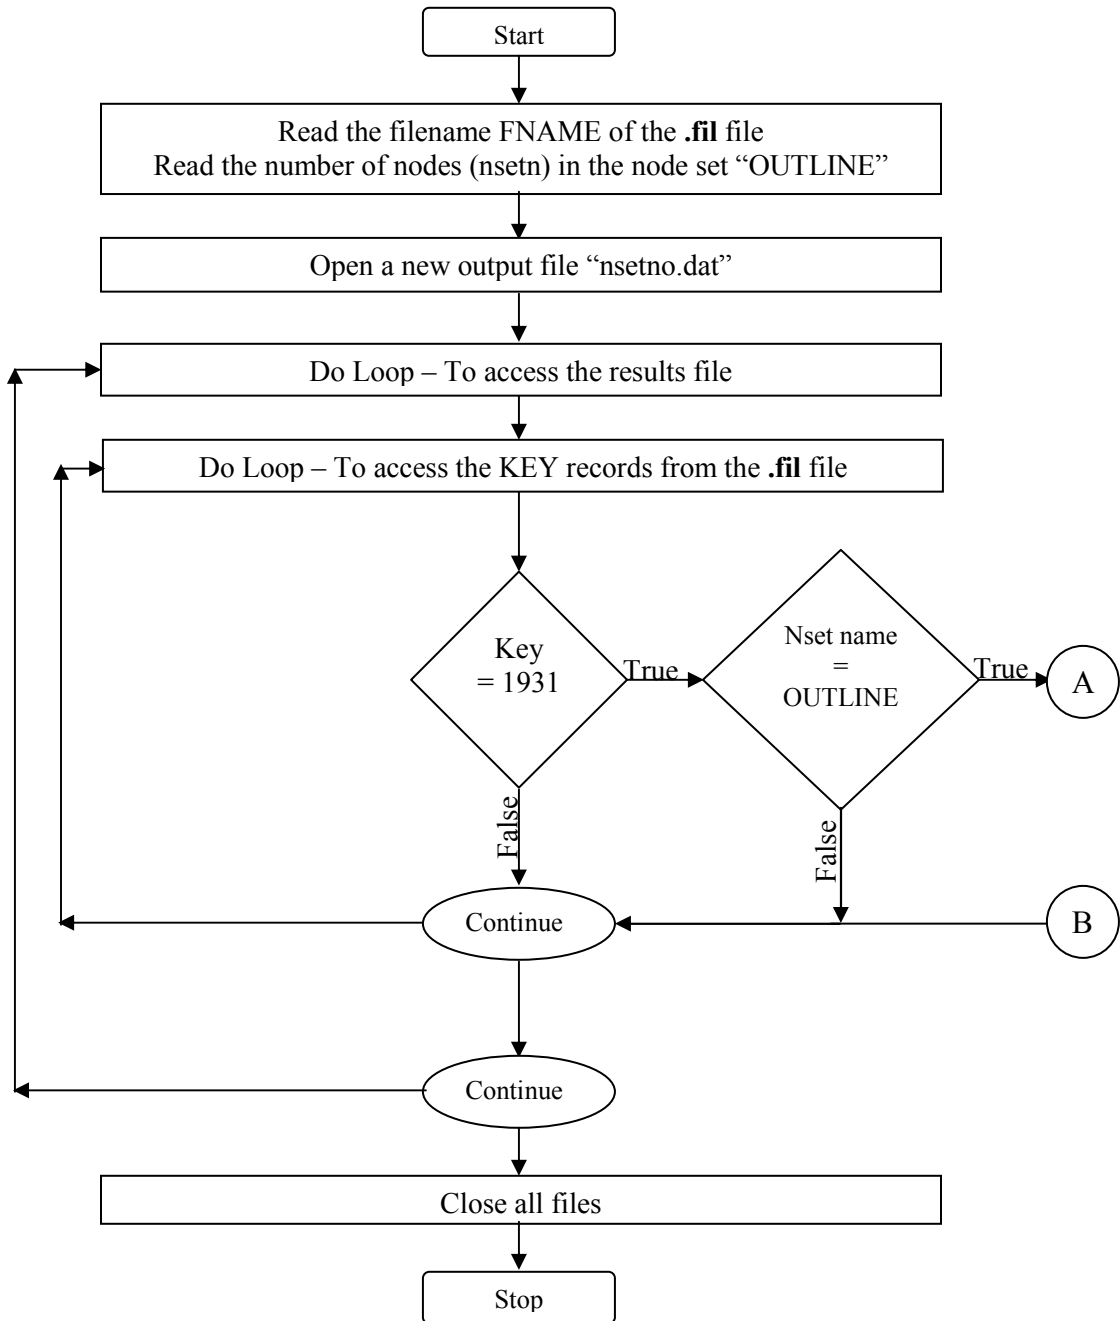 Start
Read the filename FNAME of the .fil file
Read the number of nodes (nsetn) in the node set “OUTLINE”
Open a new output file “nsetno.dat”
Do Loop – To access the results file
Do Loop – To access the KEY records from the .fil file
Key
= 1931
True
Nset name
=
OUTLINE
True
A
False
False
Continue
B
Continue
Close all files
Stop